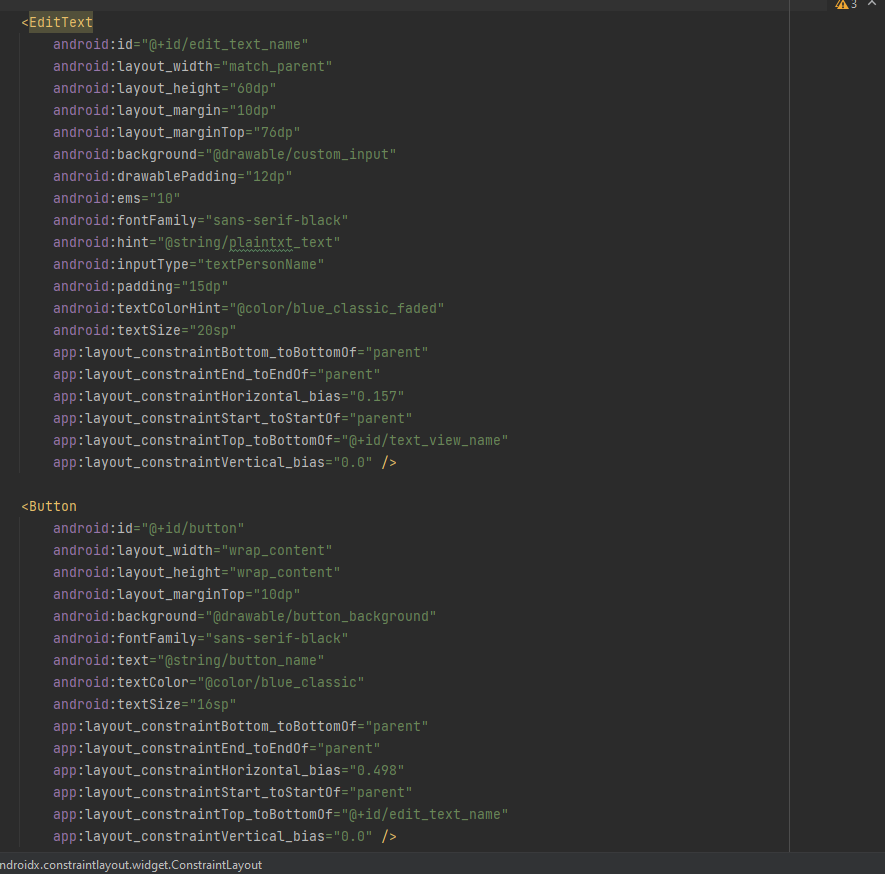 3
<EditText
android:id="@+id/edit_text_name"
android:layout_width="match_parent"
android:layout_height="60dp"
android:layout_margin="10dp"
android:layout_marginTop="76dp"
android:background="@drawable/custom_input"
android:drawablePadding="12dp"
android:ems="10"
android:fontFamily="sans-serif-black"
android:hint="@string/plaintxt_text"
android:inputType="textPersonName"
android:padding="15dp"
android:textColorHint="@color/blue_classic_faded"
android:textSize="20sp"
app:layout_constraintBottom_toBottomOf="parent"
app:layout_constraintEnd_toEndOf="parent"
app:layout_constraintHorizontal_bias="0.157"
app:layout_constraintStart_toStartOf="parent"
app:layout_constraintTop_toBottomOf="@+id/text_view_name"
app:layout_constraintVertical_bias="0.0" />
<Button
android:id="@+id/button"
android:layout_width="wrap_content"
android:layout_height="wrap_content"
android:layout_marginTop="10dp"
android:background="@drawable/button_background"
android:fontFamily="sans-serif-black"
android:text="@string/button_name"
android:textColor="@color/blue_classic"
android:textSize="16sp"
app:layout_constraintBottom_toBottomOf="parent"
app:layout_constraintEnd_toEndOf="parent"
app:layout_constraintHorizontal_bias="0.498"
app:layout_constraintStart_toStartOf="parent"
app:layout_constraintTop_toBottomOf="@+id/edit_text_name"
app:layout_constraintVertical_bias="0.0" />
ndroidx.constraintlayout.widget.ConstraintLayout